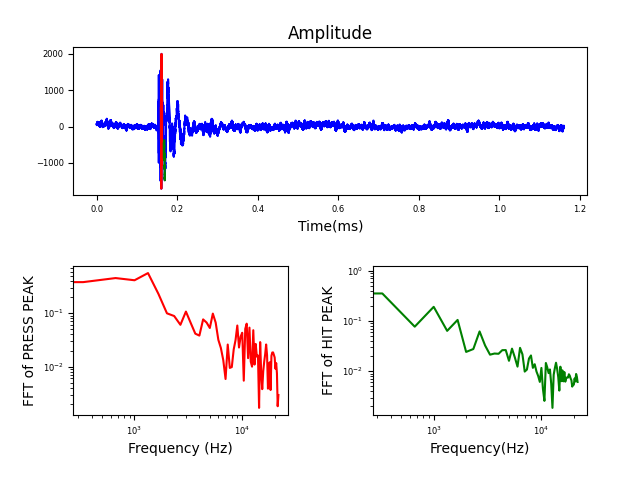 Amplitude
2000
1000
0
−1000
0.0 0.2 0.4 0.6 0.8 1.0 1.2
Time(ms)
FFT of PRESS PEAK
10⁻¹
10⁻²
10³ 10⁴
Frequency (Hz)
FFT of HIT PEAK
10⁰
10⁻¹
10⁻²
10³ 10⁴
Frequency(Hz)